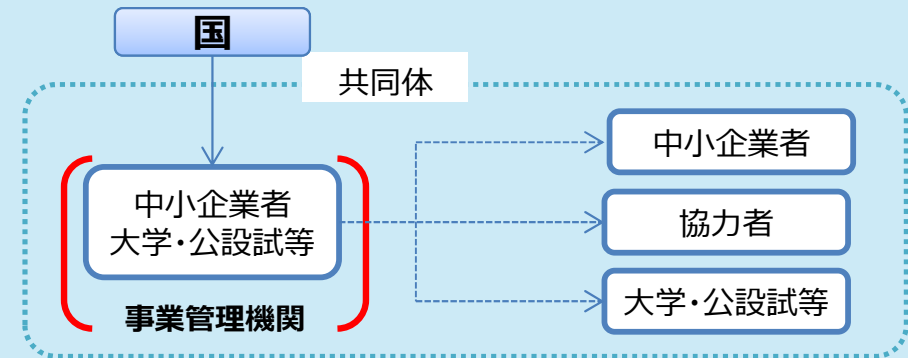 国
共同体
中小企業者
大学・公設試等
事業管理機関
中小企業者
協力者
大学・公設試等